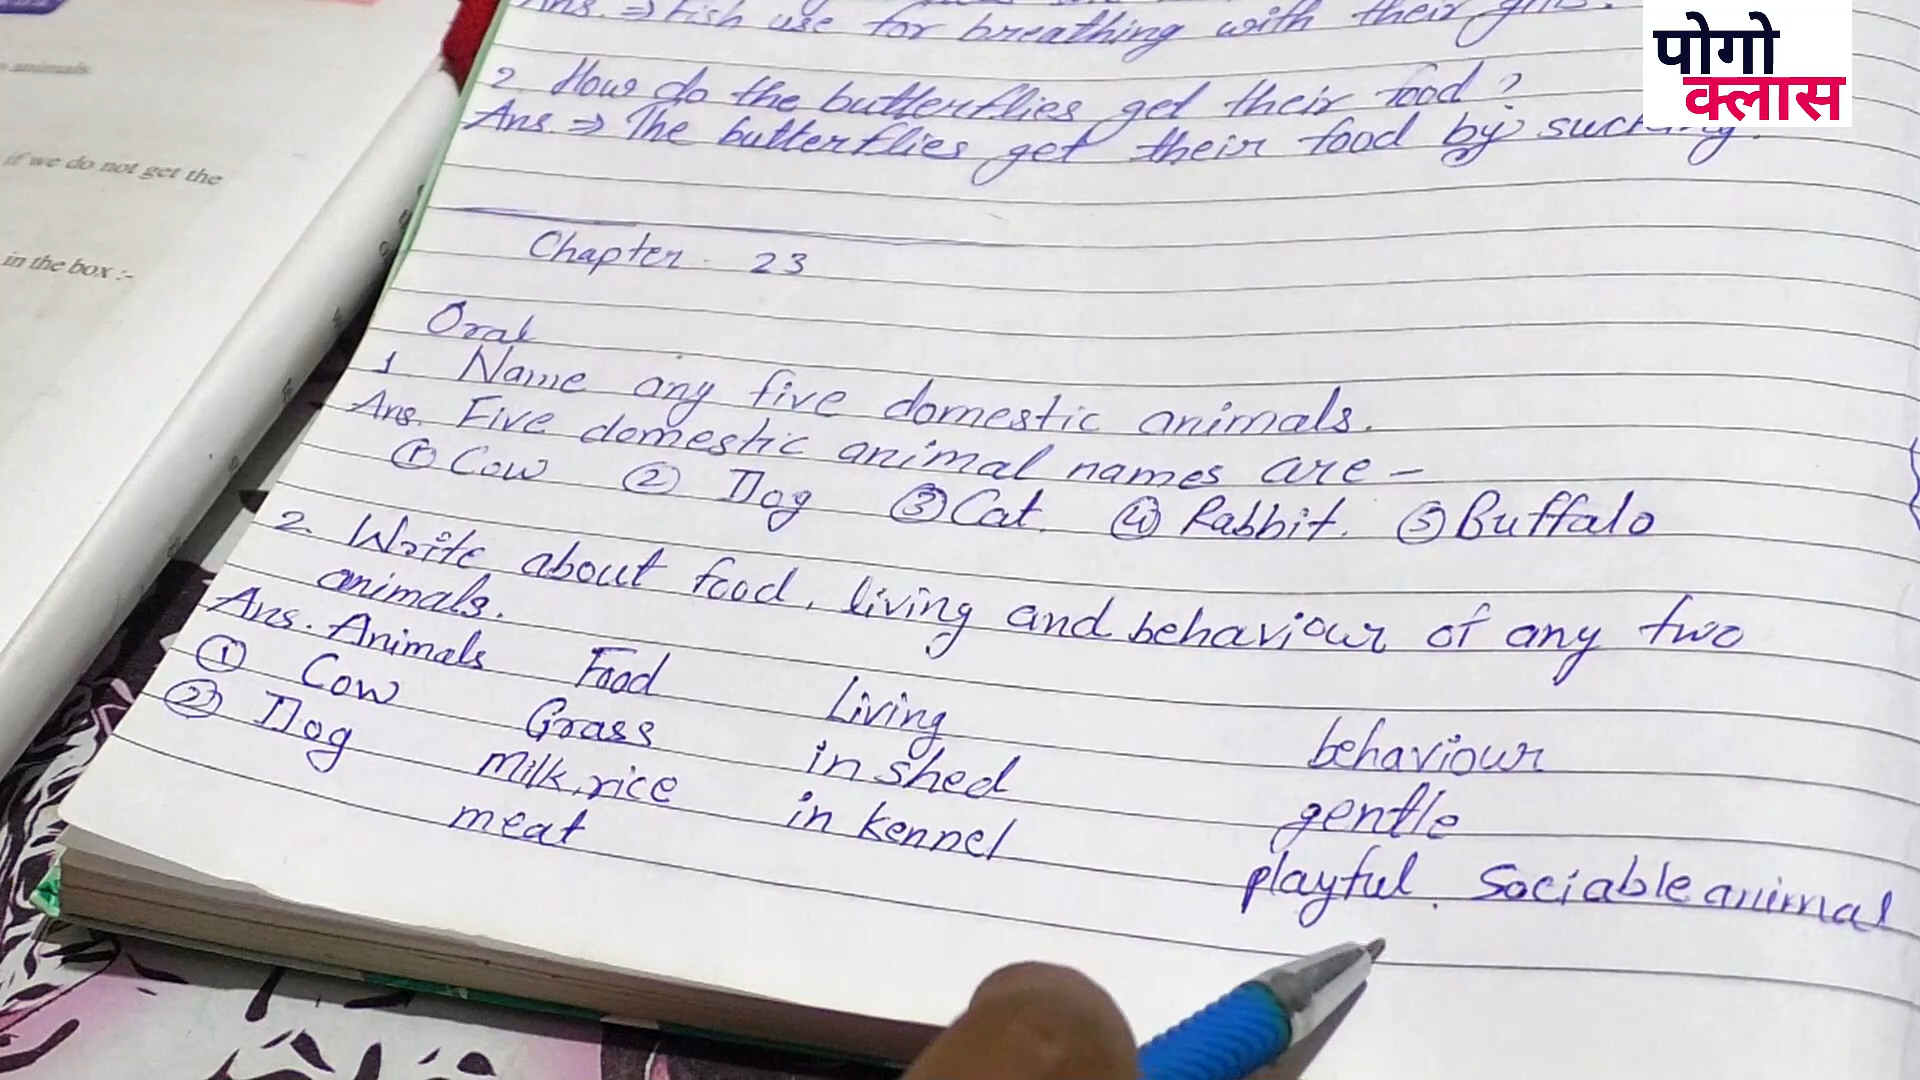 animals.
if we do not get the
in the box :-
Ans. ⇒ Fish use for breathing with their gills.
पोगो
क्लास
2. How do the butterflies get their food?
Ans. ⇒ The butterflies get their food by sucking.
Chapter - 23
Oral
1. Name any five domestic animals.
Ans. Five domestic animal names are -
① Cow ② Dog ③ Cat. ④ Rabbit. ⑤ Buffalo
2. Write about food, living and behaviour of any two
animals.
Ans. Animals Food Living behaviour
① Cow Grass in shed gentle
② Dog Milk, rice in kennel playful. Sociable animal
meat